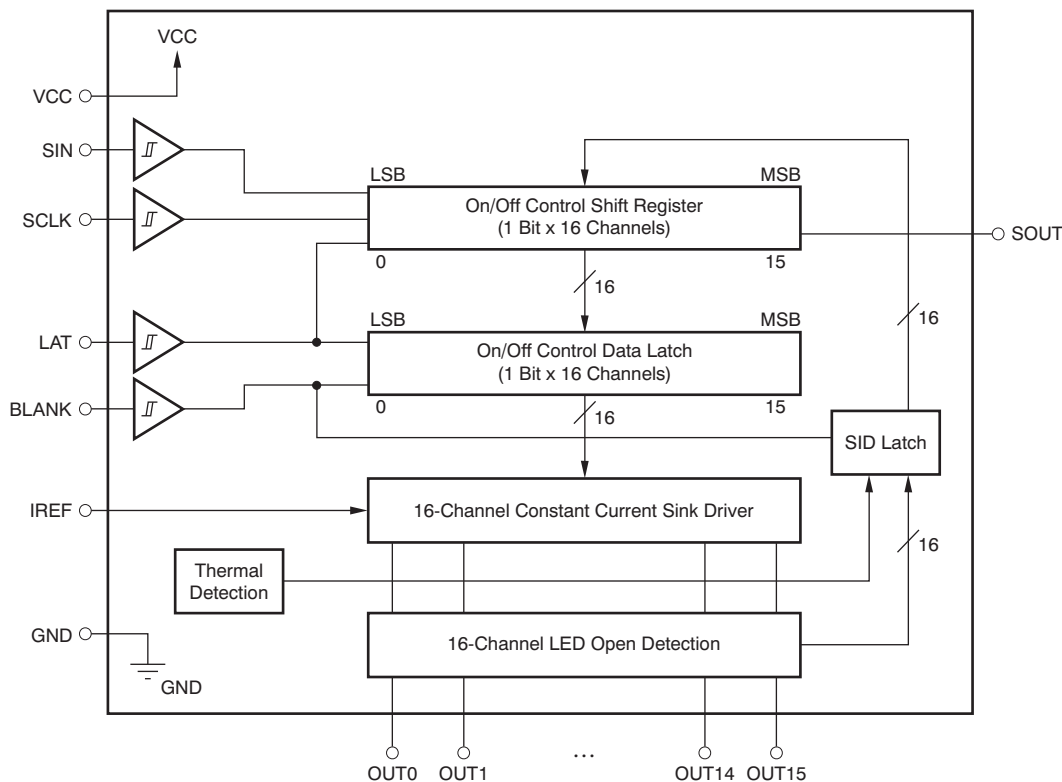 VCC
VCC
SIN
LSB
MSB
On/Off Control Shift Register
(1 Bit x 16 Channels)
SCLK
SOUT
0
15
16
16
LSB
MSB
LAT
On/Off Control Data Latch
(1 Bit x 16 Channels)
BLANK
0
15
16
SID Latch
IREF
16-Channel Constant Current Sink Driver
16
Thermal
Detection
GND
16-Channel LED Open Detection
GND
...
OUT0
OUT1
OUT14
OUT15